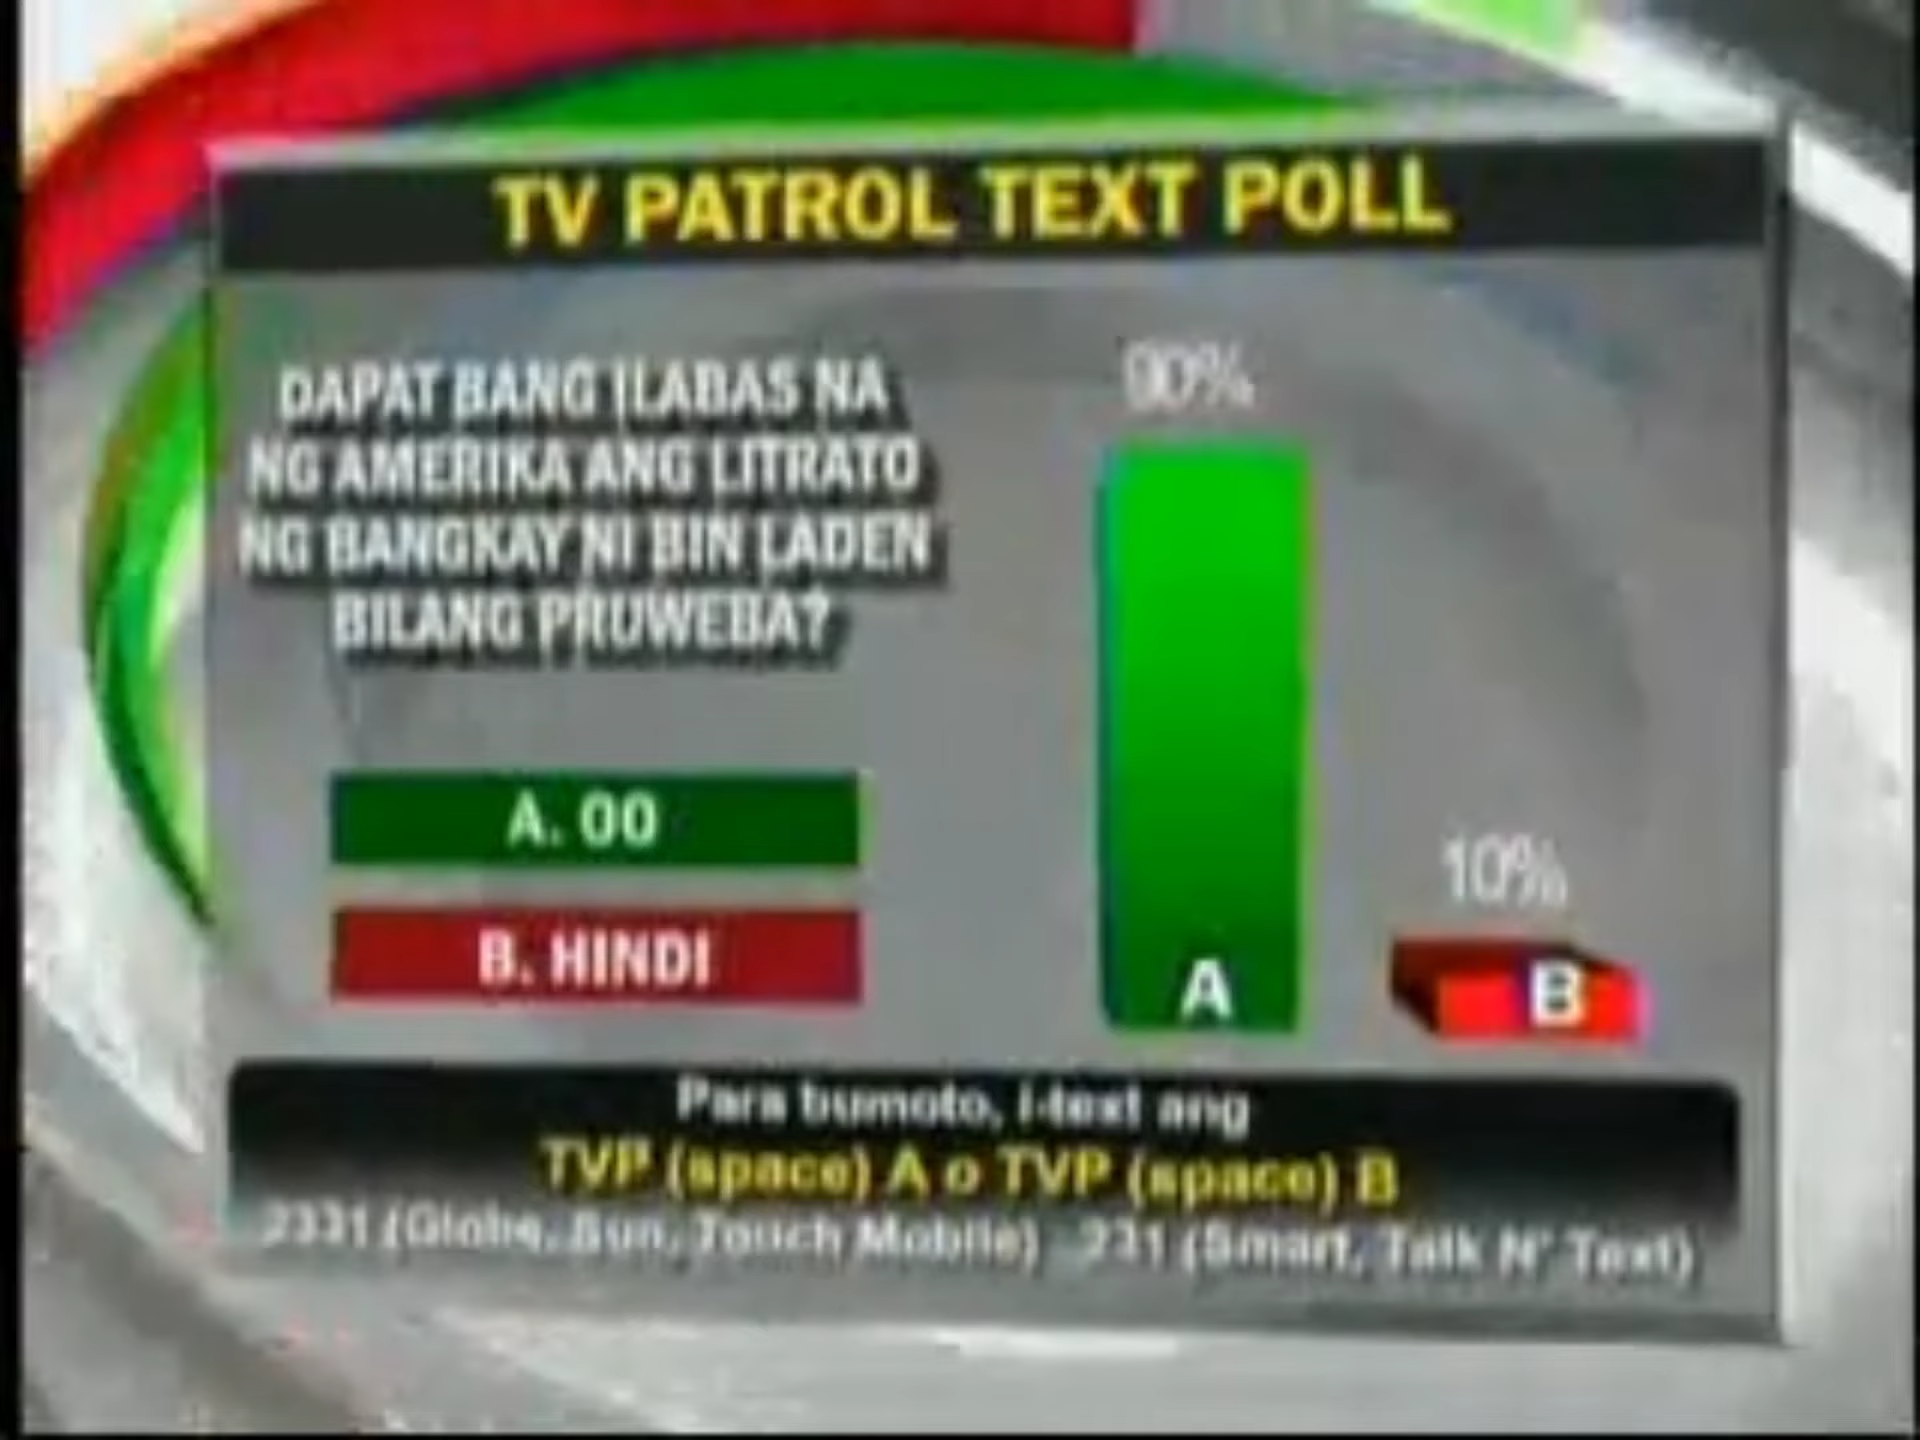 TV PATROL TEXT POLL
DAPAT BANG ILABAS NA
NG AMERIKA ANG LITRATO
NG BANGKAY NI BIN LADEN
BILANG PRUWEBA?
90%
10%
A. OO
B. HINDI
A
B
Para bumoto, i-text ang
TVP (space) A o TVP (space) B
2331 (Globe, Sun, Touch Mobile) 231 (Smart, Talk N' Text)